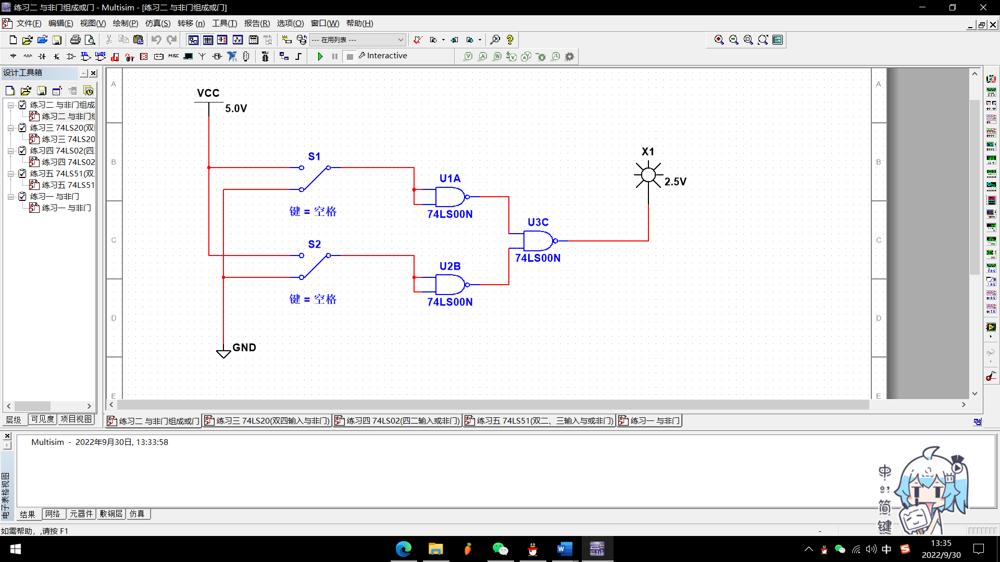 练习二 与非门组成或门 - Multisim - [练习二 与非门组成或门]
文件(F) 编辑(E) 视图(V) 绘制(P) 仿真(S) 转移 (n) 工具(T) 报告(R) 选项(O) 窗口(W) 帮助(H)
--- 在用列表 ---
MISC
Interactive
设计工具箱
练习二 与非门组成
练习二 与非门组
练习三 74LS20(双
练习三 74LS20
练习四 74LS02(四
练习四 74LS02
练习五 74LS51(双
练习五 74LS51
练习一 与非门
练习一 与非门
层级 可见度 项目视图
A
B
C
D
E
A
B
C
D
E
VCC
5.0V
S1
键 = 空格
S2
键 = 空格
GND
U1A
74LS00N
U2B
74LS00N
U3C
74LS00N
X1
2.5V
练习二 与非门组成或门 练习三 74LS20(双四输入与非门) 练习四 74LS02(四二输入或非门) 练习五 74LS51(双二、三输入与或非门) 练习一 与非门
Multisim - 2022年9月30日, 13:33:58
电子表格视图
结果 网络 元器件 敷铜层 仿真
如需帮助，,请按 F1
-
中
简
键
中
13:35
2022/9/30